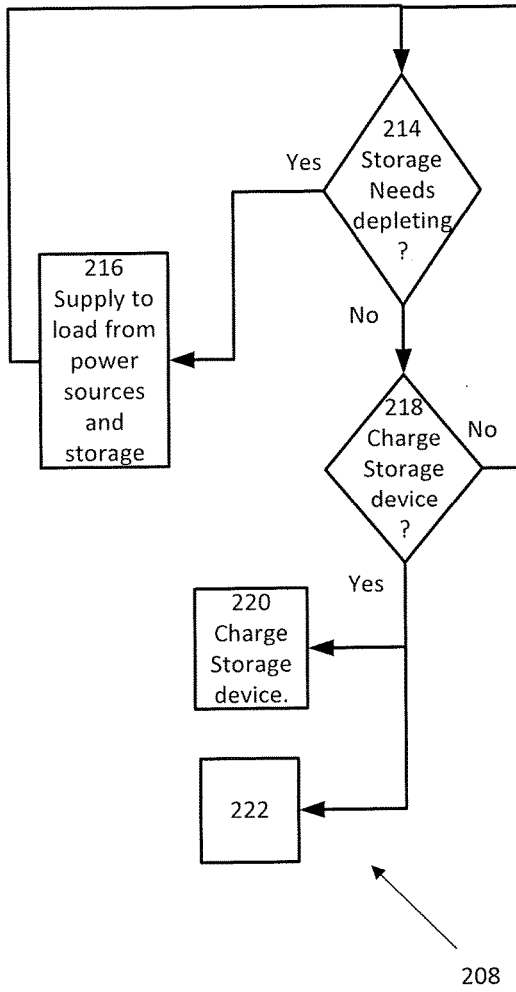 214
Storage
Needs
depleting
?
Yes
No
216
Supply to
load from
power
sources
and
storage
218
Charge
Storage
device
?
No
Yes
220
Charge
Storage
device.
222
208